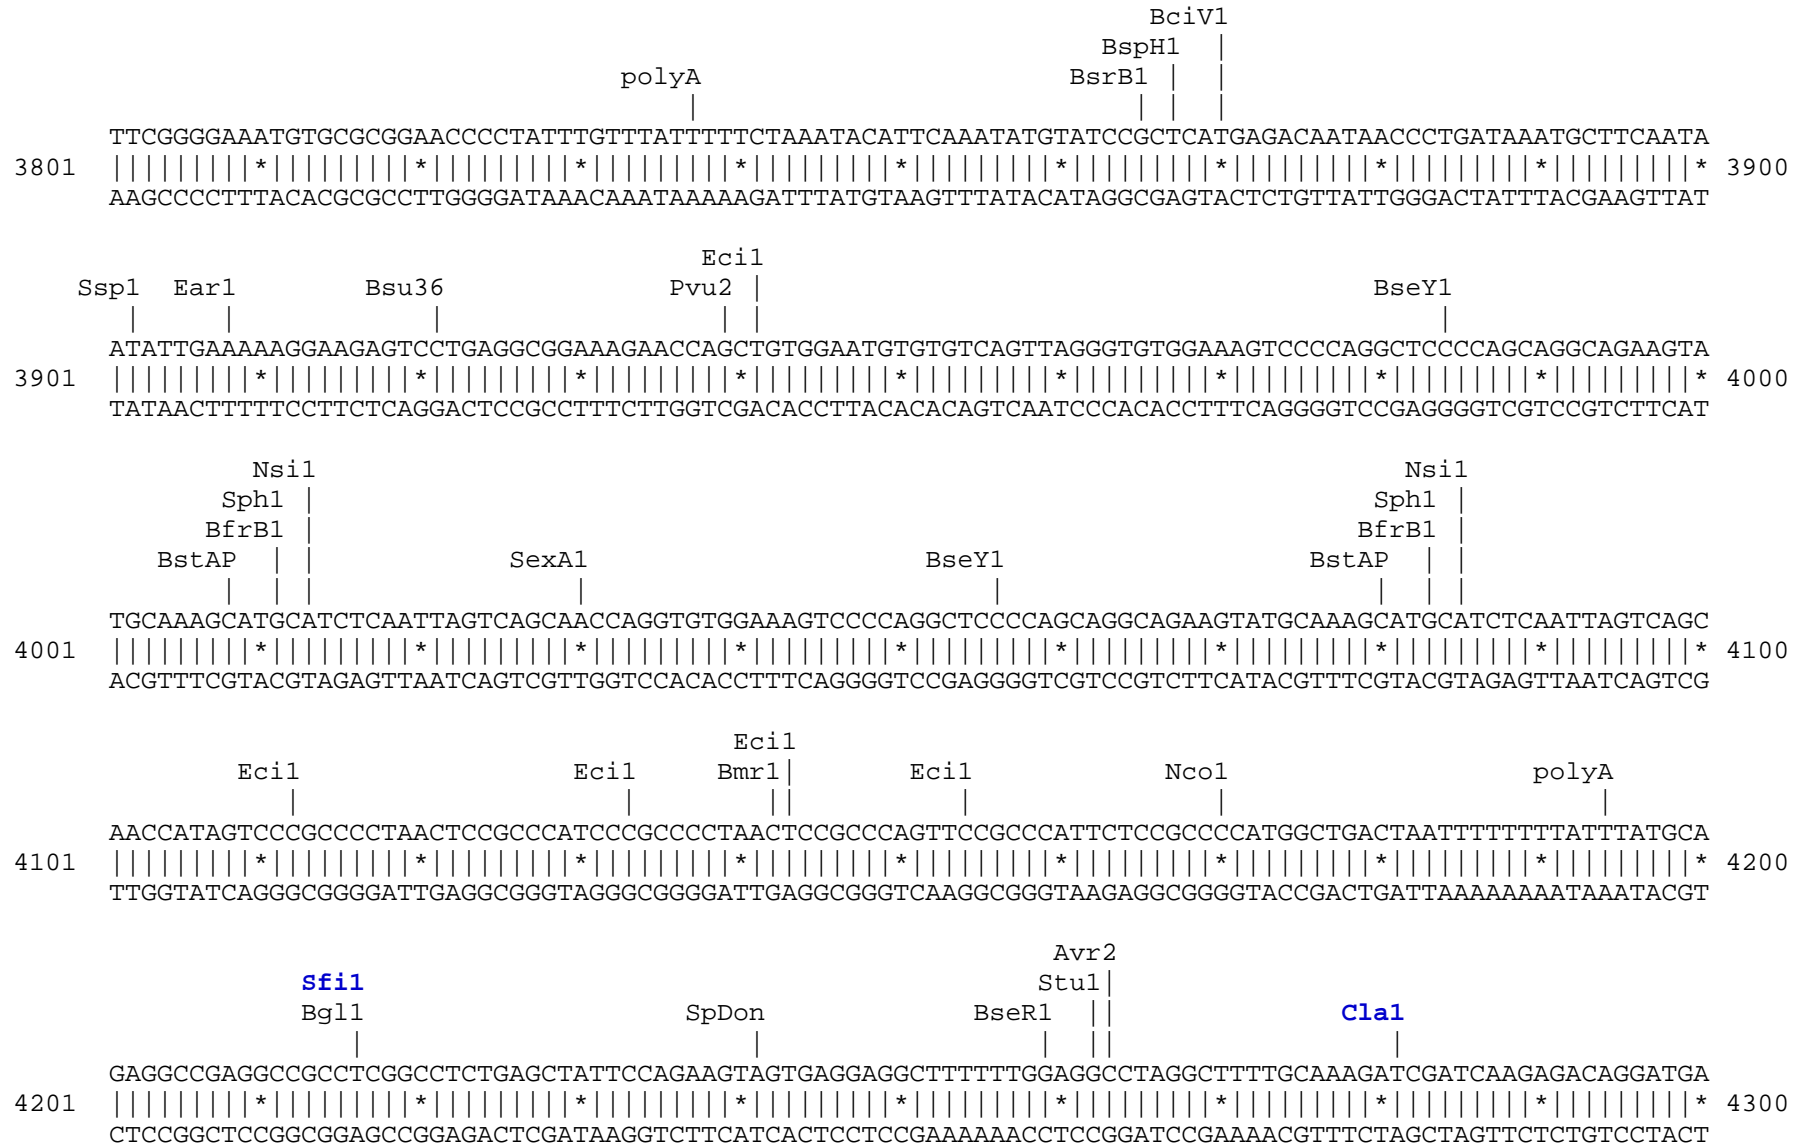 BciV1
BspH1 |
polyA BsrB1 | |
| | | |
TTCGGGGAAATGTGCGCGGAACCCCTATTTGTTTATTTTTCTAAATACATTCAAATATGTATCCGCTCATGAGACAATAACCCTGATAAATGCTTCAATA
3801 |||||||||*|||||||||*|||||||||*|||||||||*|||||||||*|||||||||*|||||||||*|||||||||*|||||||||*|||||||||* 3900
AAGCCCCTTTACACGCGCCTTGGGGATAAACAAATAAAAAGATTTATGTAAGTTTATACATAGGCGAGTACTCTGTTATTGGGACTATTTACGAAGTTAT
Eci1
Ssp1 Ear1 Bsu36 Pvu2 | BseY1
| | | | | |
ATATTGAAAAAGGAAGAGTCCTGAGGCGGAAAGAACCAGCTGTGGAATGTGTGTCAGTTAGGGTGTGGAAAGTCCCCAGGCTCCCCAGCAGGCAGAAGTA
3901 |||||||||*|||||||||*|||||||||*|||||||||*|||||||||*|||||||||*|||||||||*|||||||||*|||||||||*|||||||||* 4000
TATAACTTTTTCCTTCTCAGGACTCCGCCTTTCTTGGTCGACACCTTACACACAGTCAATCCCACACCTTTCAGGGGTCCGAGGGGTCGTCCGTCTTCAT
Nsi1 Nsi1
Sph1 | Sph1 |
BfrB1 | BfrB1 |
BstAP | | SexA1 BseY1 BstAP | |
| | | | | | | |
TGCAAAGCATGCATCTCAATTAGTCAGCAACCAGGTGTGGAAAGTCCCCAGGCTCCCCAGCAGGCAGAAGTATGCAAAGCATGCATCTCAATTAGTCAGC
4001 |||||||||*|||||||||*|||||||||*|||||||||*|||||||||*|||||||||*|||||||||*|||||||||*|||||||||*|||||||||* 4100
ACGTTTCGTACGTAGAGTTAATCAGTCGTTGGTCCACACCTTTCAGGGGTCCGAGGGGTCGTCCGTCTTCATACGTTTCGTACGTAGAGTTAATCAGTCG
Eci1
Eci1 Eci1 Bmr1| Eci1 Nco1 polyA
| | || | | |
AACCATAGTCCCGCCCCTAACTCCGCCCATCCCGCCCCTAACTCCGCCCAGTTCCGCCCATTCTCCGCCCCATGGCTGACTAATTTTTTTTATTTATGCA
4101 |||||||||*|||||||||*|||||||||*|||||||||*|||||||||*|||||||||*|||||||||*|||||||||*|||||||||*|||||||||* 4200
TTGGTATCAGGGCGGGGATTGAGGCGGGTAGGGCGGGGATTGAGGCGGGTCAAGGCGGGTAAGAGGCGGGGTACCGACTGATTAAAAAAAATAAATACGT
Avr2
Sfi1 Stu1|
Bgl1 SpDon BseR1 || Cla1
| | | || |
GAGGCCGAGGCCGCCTCGGCCTCTGAGCTATTCCAGAAGTAGTGAGGAGGCTTTTTTGGAGGCCTAGGCTTTTGCAAAGATCGATCAAGAGACAGGATGA
4201 |||||||||*|||||||||*|||||||||*|||||||||*|||||||||*|||||||||*|||||||||*|||||||||*|||||||||*|||||||||* 4300
CTCCGGCTCCGGCGGAGCCGGAGACTCGATAAGGTCTTCATCACTCCTCCGAAAAAACCTCCGGATCCGAAAACGTTTCTAGCTAGTTCTCTGTCCTACT